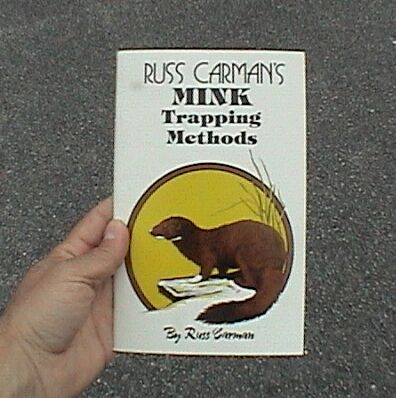 RUSS CARMAN'S
MINK
Trapping
Methods
By Russ Carman